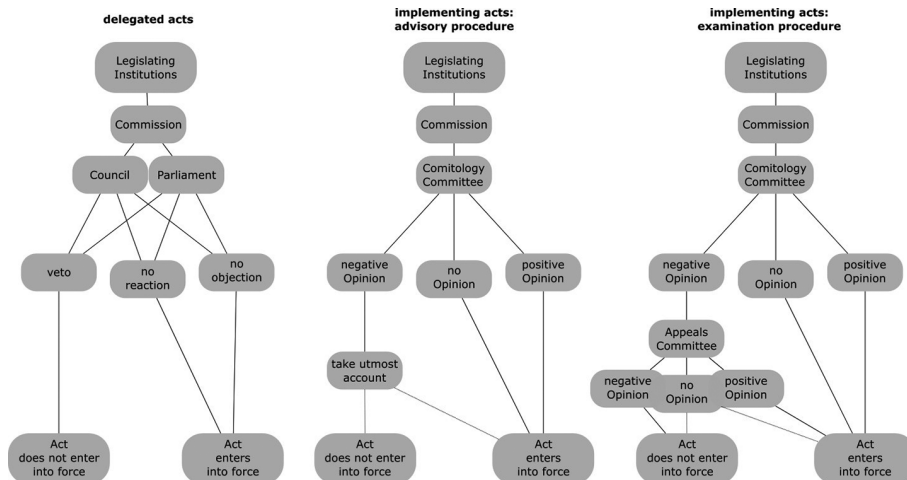 delegated acts
Legislating
Institutions
Commission
Council
Parliament
veto
no
reaction
no
objection
Act
does not enter
into force
Act
enters
into force
implementing acts:
advisory procedure
Legislating
Institutions
Commission
Comitology
Committee
negative
Opinion
no
Opinion
positive
Opinion
take utmost
account
Act
does not enter
into force
Act
enters
into force
implementing acts:
examination procedure
Legislating
Institutions
Commission
Comitology
Committee
negative
Opinion
no
Opinion
positive
Opinion
Appeals
Committee
negative
Opinion
no
Opinion
positive
Opinion
Act
does not enter
into force
Act
enters
into force